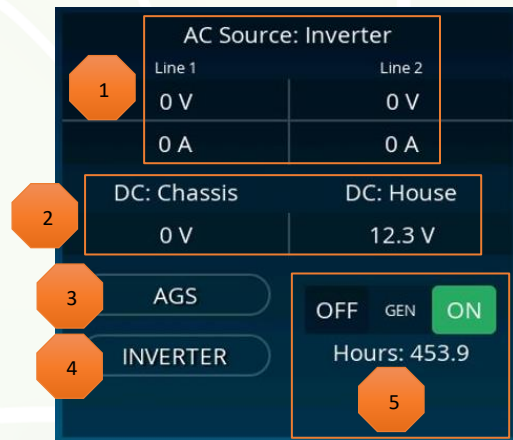 AC Source: Inverter
Line 1 Line 2
1
0 V 0 V
0 A 0 A
DC: Chassis DC: House
2
0 V 12.3 V
3 AGS
OFF GEN ON
4 INVERTER
Hours: 453.9
5